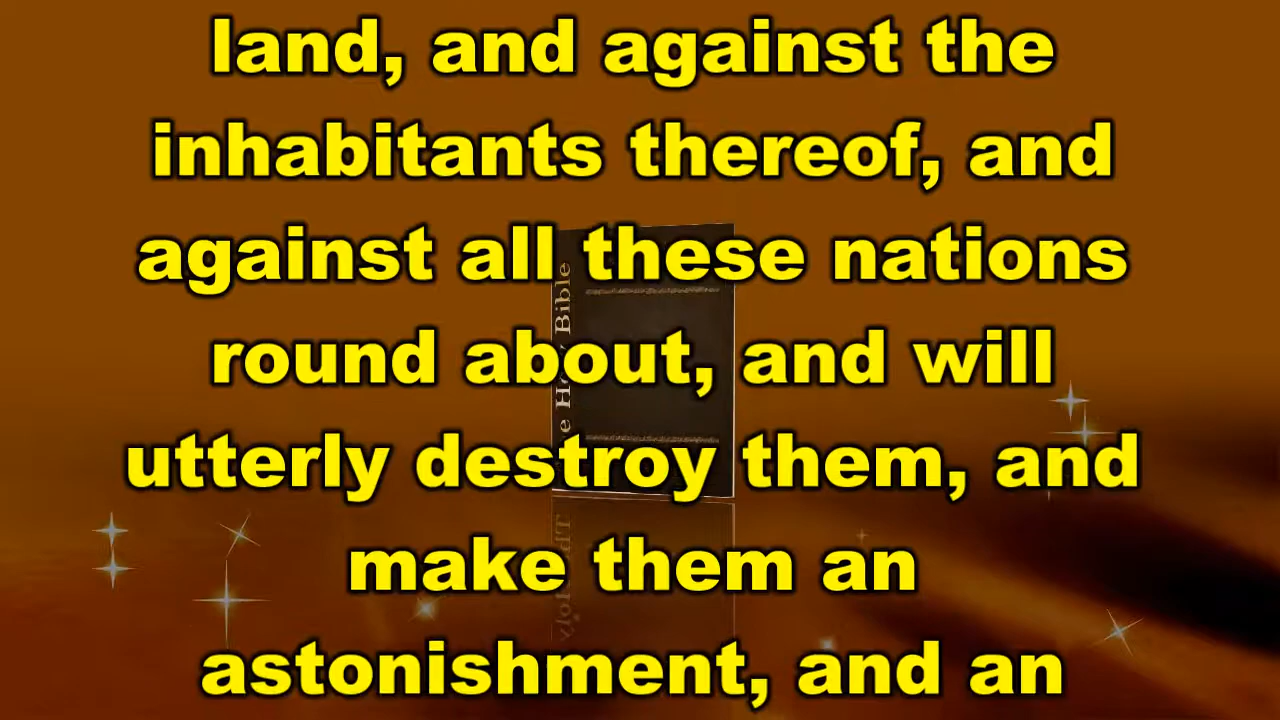 land, and against the
inhabitants thereof, and
against all these nations
round about, and will
utterly destroy them, and
make them an
astonishment, and an